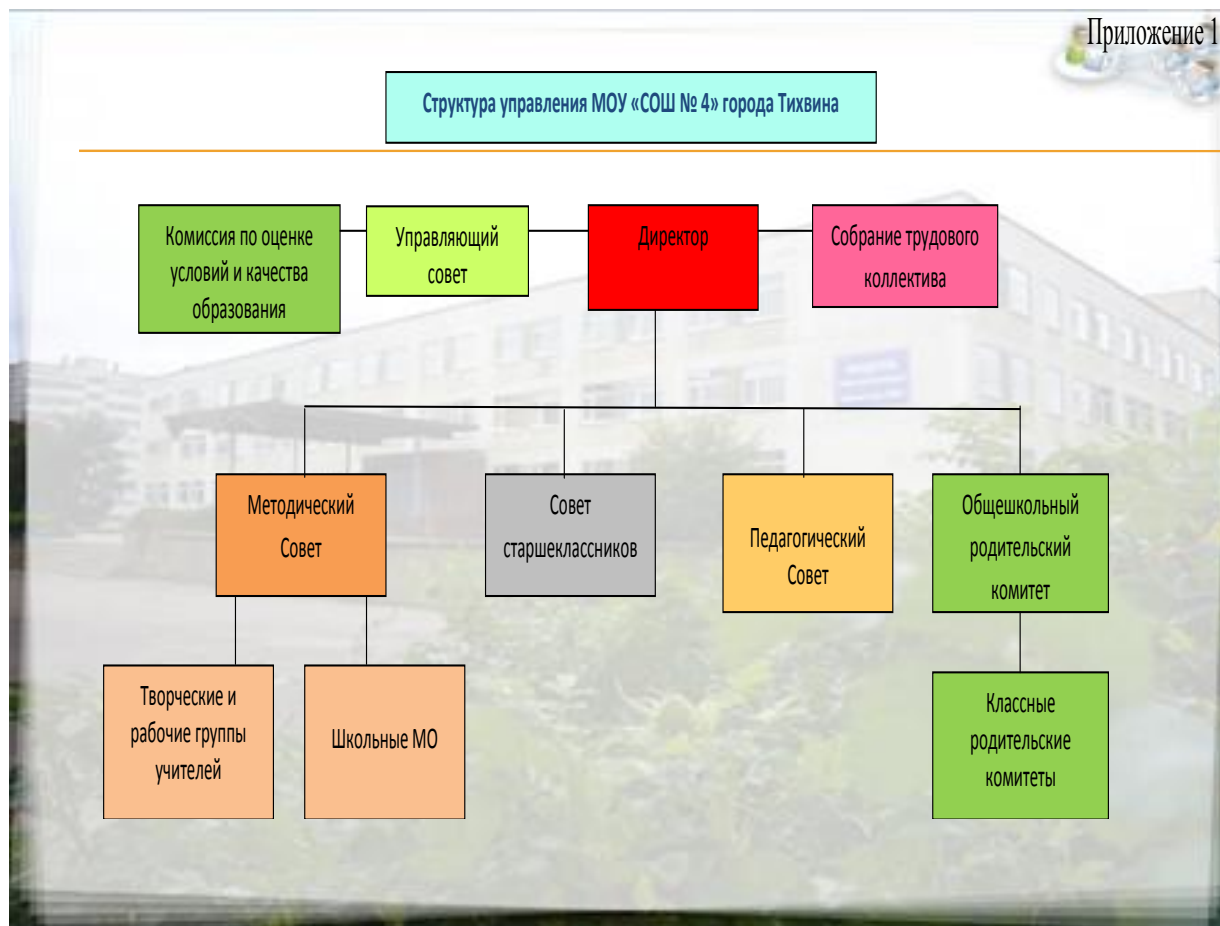 Приложение 1
Структура управления МОУ «СОШ № 4» города Тихвина
Комиссия по оценке
условий и качества
образования
Управляющий
совет
Директор
Собрание трудового
коллектива
Методический
Совет
Совет
старшеклассников
Педагогический
Совет
Общешкольный
родительский
комитет
Творческие и
рабочие группы
учителей
Школьные МО
Классные
родительские
комитеты